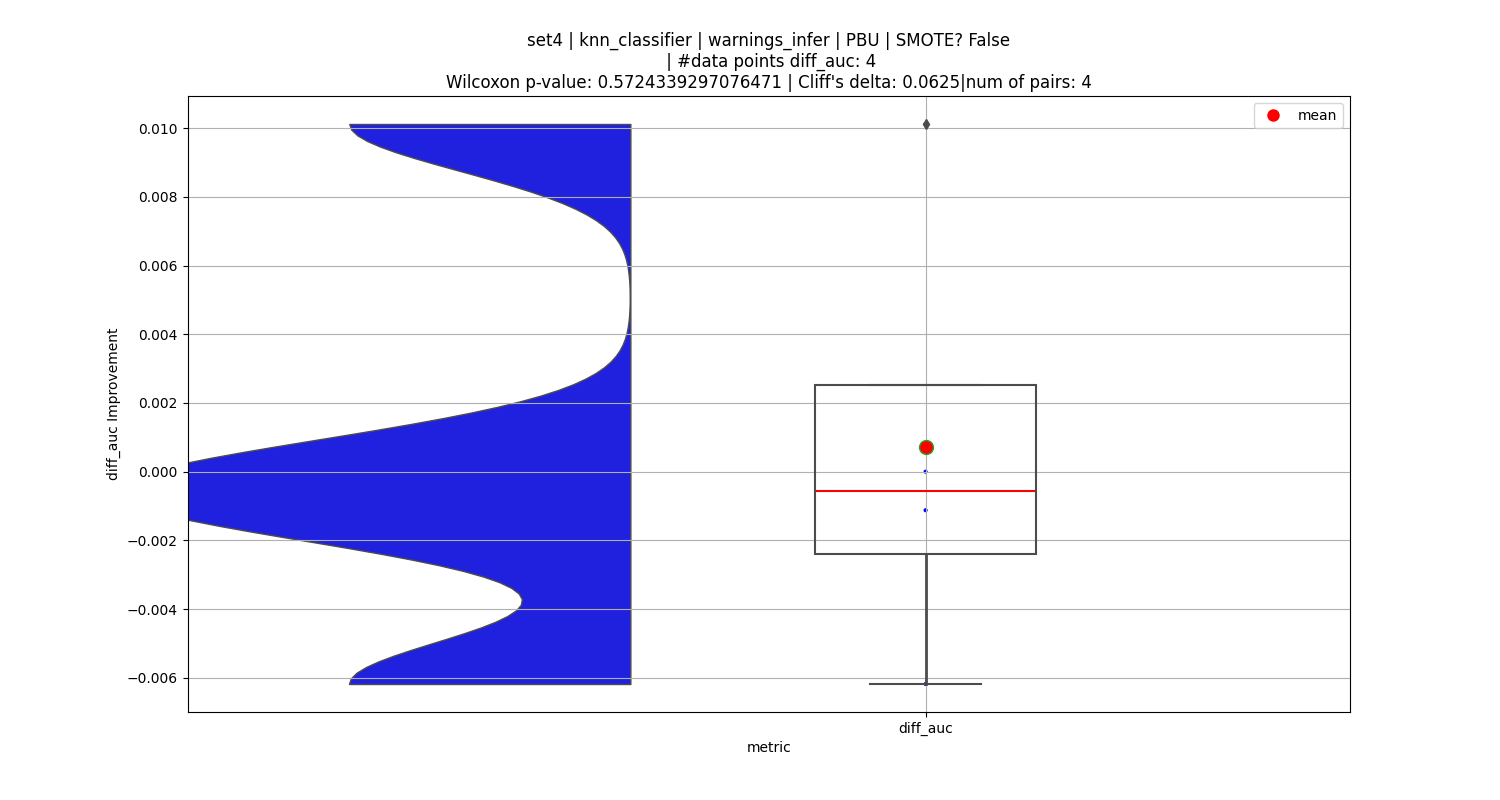 set4 | knn_classifier | warnings_infer | PBU | SMOTE? False
| #data points diff_auc: 4
Wilcoxon p-value: 0.5724339297076471 | Cliff's delta: 0.0625|num of pairs: 4
mean
0.010
0.008
0.006
0.004
0.002
0.000
−0.002
−0.004
−0.006
diff_auc Improvement
diff_auc
metric